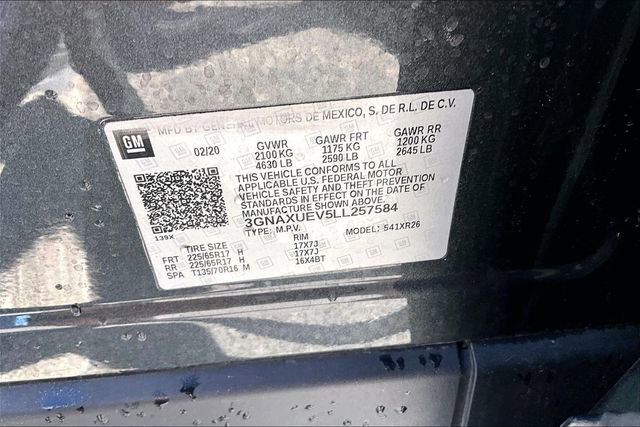 MFD BY GENERAL MOTORS DE MEXICO, S. DE R.L. DE C.V.
GM
02/20
GVWR GAWR FRT GAWR RR
2100 KG 1175 KG 1200 KG
4630 LB 2590 LB 2645 LB
THIS VEHICLE CONFORMS TO ALL
APPLICABLE U.S. FEDERAL MOTOR
VEHICLE SAFETY AND THEFT PREVENTION
STANDARDS IN EFFECT ON THE DATE OF
MANUFACTURE SHOWN ABOVE.
3GNAXUEV5LL257584
TYPE: M.P.V. MODEL: 541XR26
139X
TIRE SIZE RIM
FRT 225/65R17 H 17X7J
RR 225/65R17 H 17X7J
SPA T135/70R16 M 16X4BT